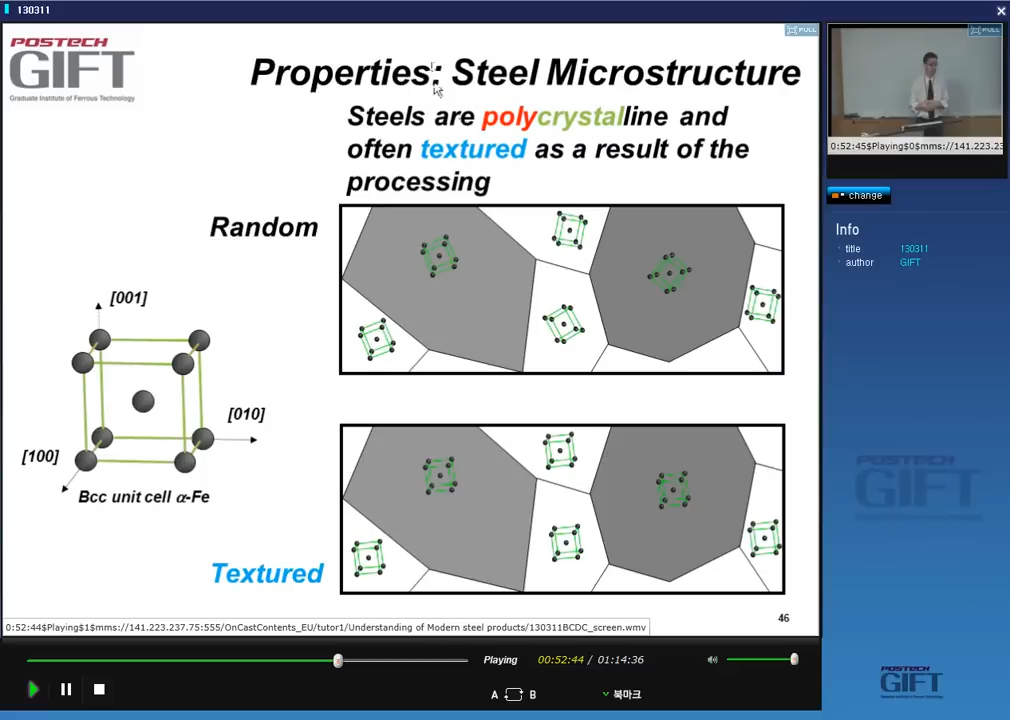 130311
POSTECH
GIFT
Graduate Institute of Ferrous Technology
FULL
Properties: Steel Microstructure
Steels are polycrystalline and
often textured as a result of the
processing
Random
[001]
[010]
[100]
Bcc unit cell α-Fe
Textured
46
0:52:44$Playing$1$mms://141.223.237.75:555/OnCastContents_EU/tutor1/Understanding of Modern steel products/130311BCDC_screen.wmv
Playing
00:52:44 / 01:14:36
A B
북마크
FULL
0:52:45$Playing$0$mms://141.223.23
change
Info
title 130311
author GIFT
POSTECH
GIFT
POSTECH
GIFT